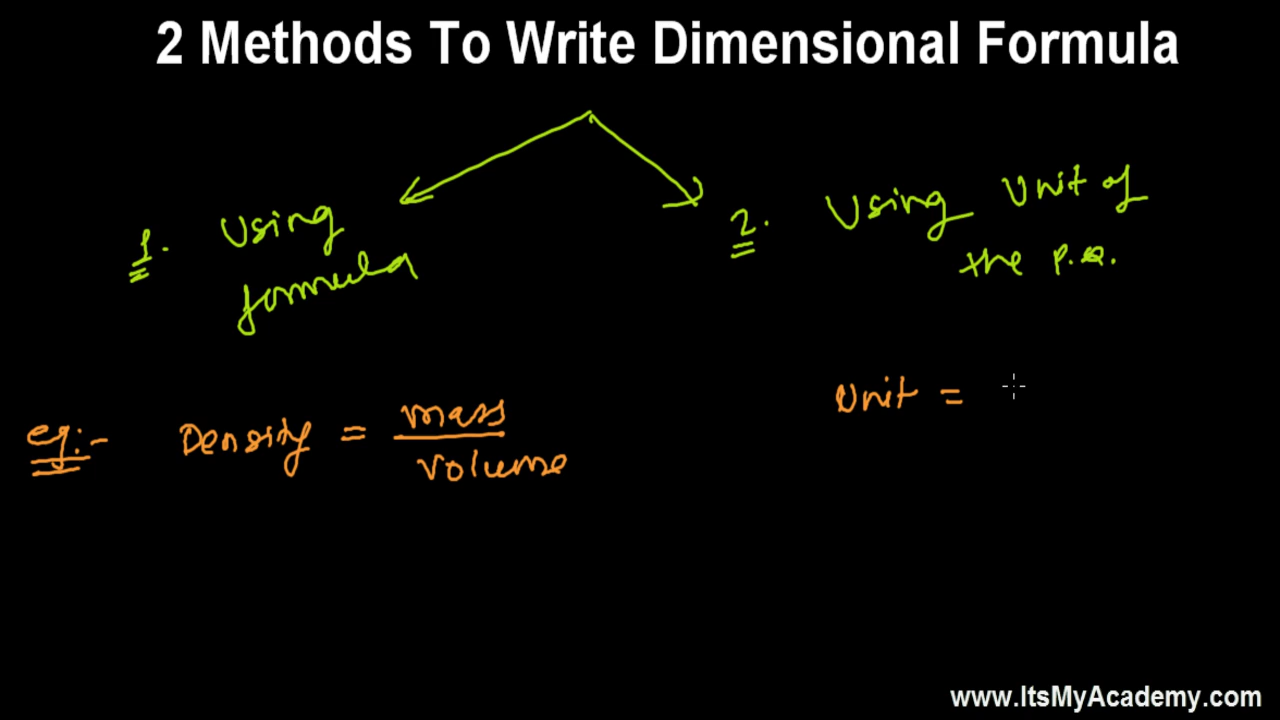 2 Methods To Write Dimensional Formula
1. Using
formula
2. Using Unit of
the P.Q.
eg:- Density = mass
volume
Unit =
www.ItsMyAcademy.com